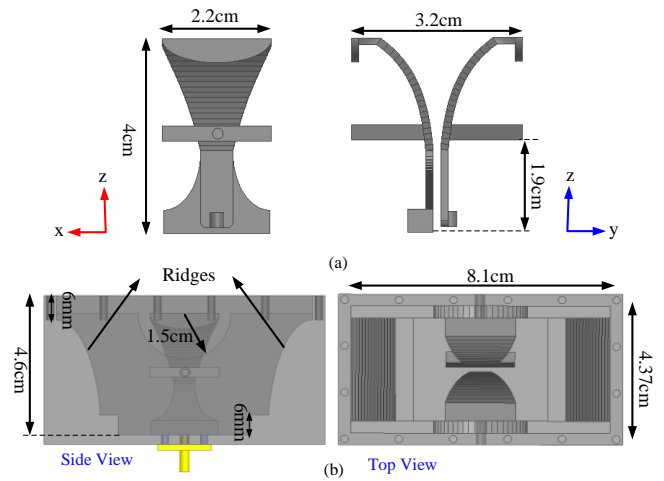 2.2cm
3.2cm
4cm
1.9cm
z
x
z
y
(a)
Ridges
8.1cm
6mm
1.5cm
4.6cm
4.37cm
6mm
Side View
(b)
Top View